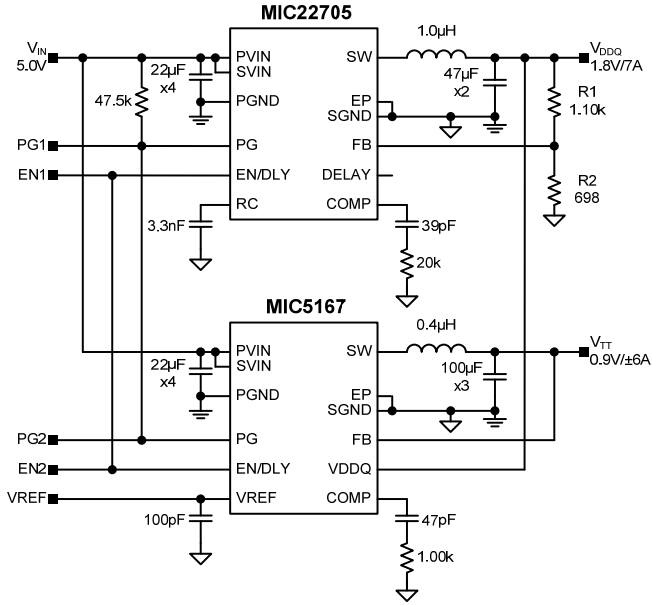 MIC22705
VIN
5.0V
22µF
x4
47.5k
PG1
EN1
3.3nF
PVIN
SVIN
PGND
PG
EN/DLY
RC
SW
EP
SGND
FB
DELAY
COMP
1.0µH
47µF
x2
VDDQ
1.8V/7A
R1
1.10k
R2
698
39pF
20k
MIC5167
22µF
x4
PG2
EN2
VREF
100pF
PVIN
SVIN
PGND
PG
EN/DLY
VREF
SW
EP
SGND
FB
VDDQ
COMP
0.4µH
100µF
x3
VTT
0.9V/±6A
47pF
1.00k